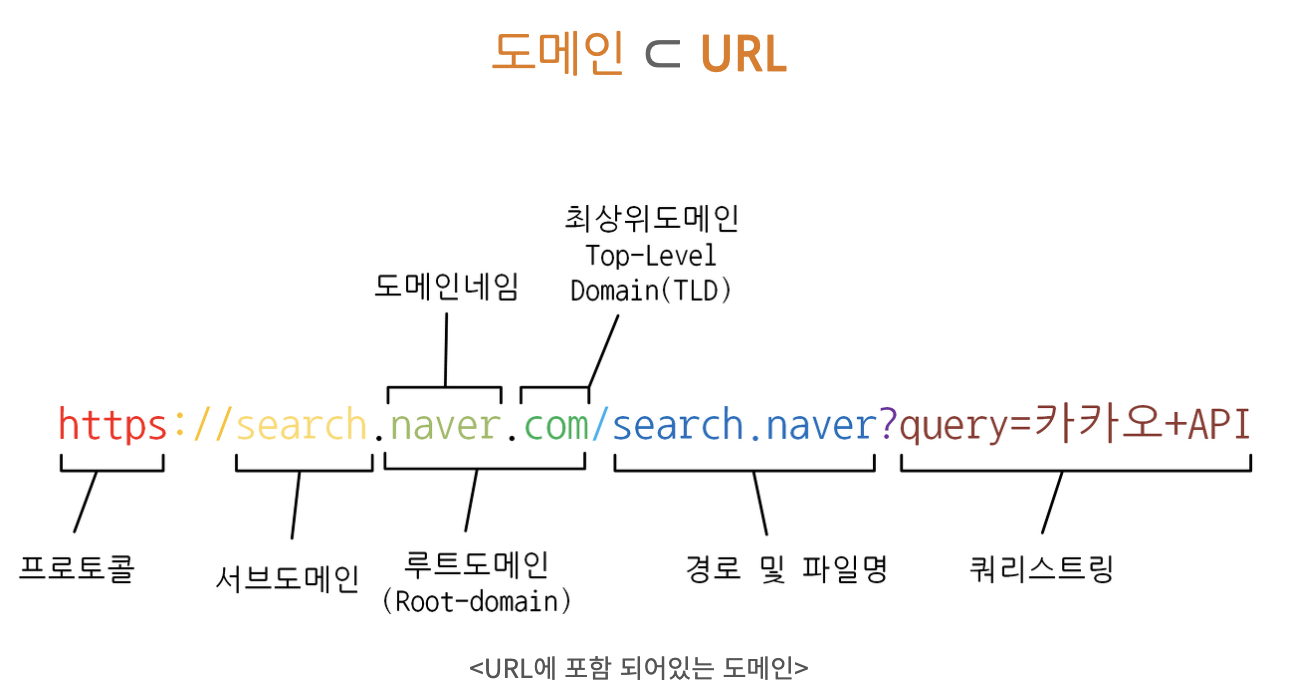 도메인 ⊂ URL
최상위도메인
Top-Level
Domain(TLD)
도메인네임
https://search.naver.com/search.naver?query=카카오+API
프로토콜
서브도메인
루트도메인
(Root-domain)
경로 및 파일명
쿼리스트링
<URL에 포함 되어있는 도메인>